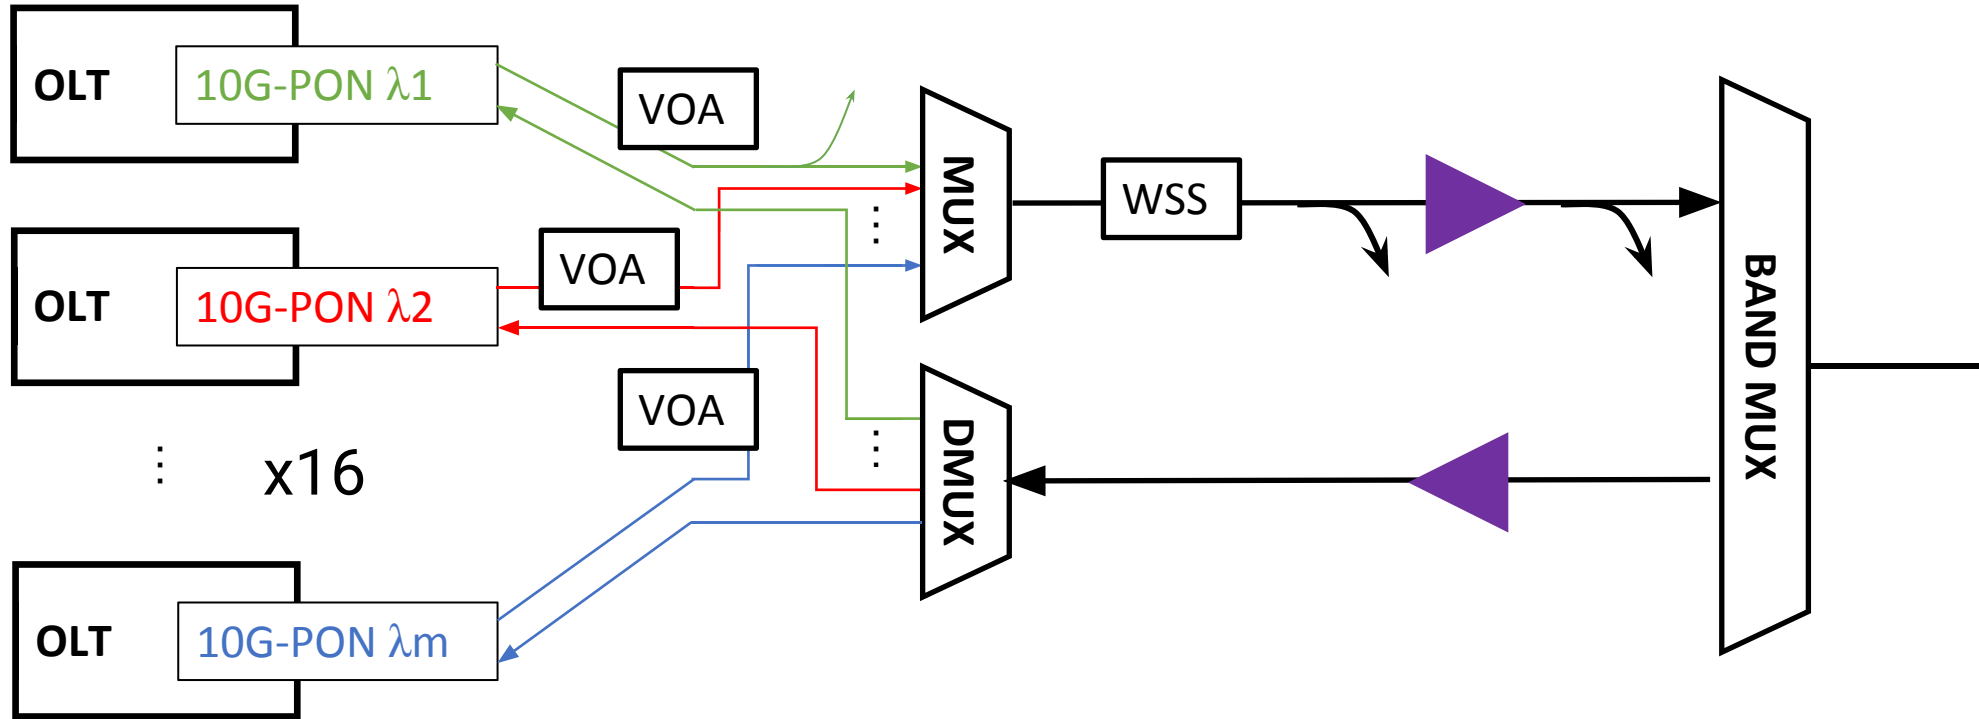 OLT
10G-PON λ1
VOA
MUX
WSS
BAND MUX
OLT
10G-PON λ2
VOA
VOA
DMUX
x16
OLT
10G-PON λm